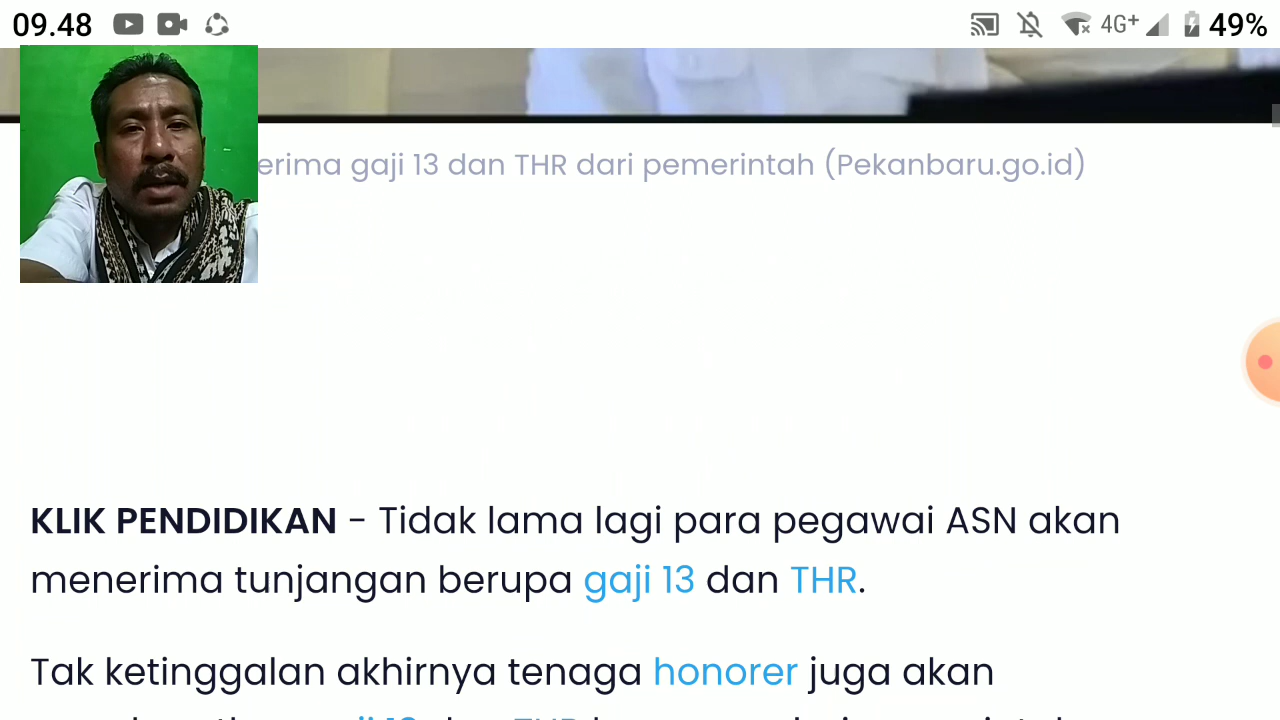 09.48 4G+ 49%
erima gaji 13 dan THR dari pemerintah (Pekanbaru.go.id)
KLIK PENDIDIKAN - Tidak lama lagi para pegawai ASN akan
menerima tunjangan berupa gaji 13 dan THR.
Tak ketinggalan akhirnya tenaga honorer juga akan